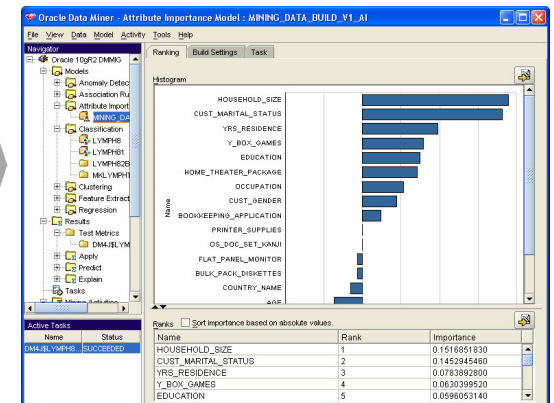 Oracle Data Miner - Attribute Importance Model : MINING_DATA_BUILD_V1_AI
File View Data Model Activity Tools Help
Navigator
Oracle 10gR2 DMMIG
Models
Anomaly Detec
Association Ru
Attribute Import
MINING_DA
Classification
LYMPH8
LYMPH81
LYMPH82B
MKLYMPH1
Clustering
Feature Extract
Regression
Results
Test Metrics
DM4J$LYM
Apply
Predict
Explain
Tasks
Mining Activities
Active Tasks
Name Status
DM4J$LYMPH8... SUCCEEDED
Ranking Build Settings Task
Histogram
Name
HOUSEHOLD_SIZE
CUST_MARITAL_STATUS
YRS_RESIDENCE
Y_BOX_GAMES
EDUCATION
HOME_THEATER_PACKAGE
OCCUPATION
CUST_GENDER
BOOKKEEPING_APPLICATION
PRINTER_SUPPLIES
OS_DOC_SET_KANJI
FLAT_PANEL_MONITOR
BULK_PACK_DISKETTES
COUNTRY_NAME
AGE
Ranks Sort importance based on absolute values.
Name Rank Importance
HOUSEHOLD_SIZE 1 0.1516851830
CUST_MARITAL_STATUS 2 0.1452945460
YRS_RESIDENCE 3 0.0783892800
Y_BOX_GAMES 4 0.0630399520
EDUCATION 5 0.0596053140